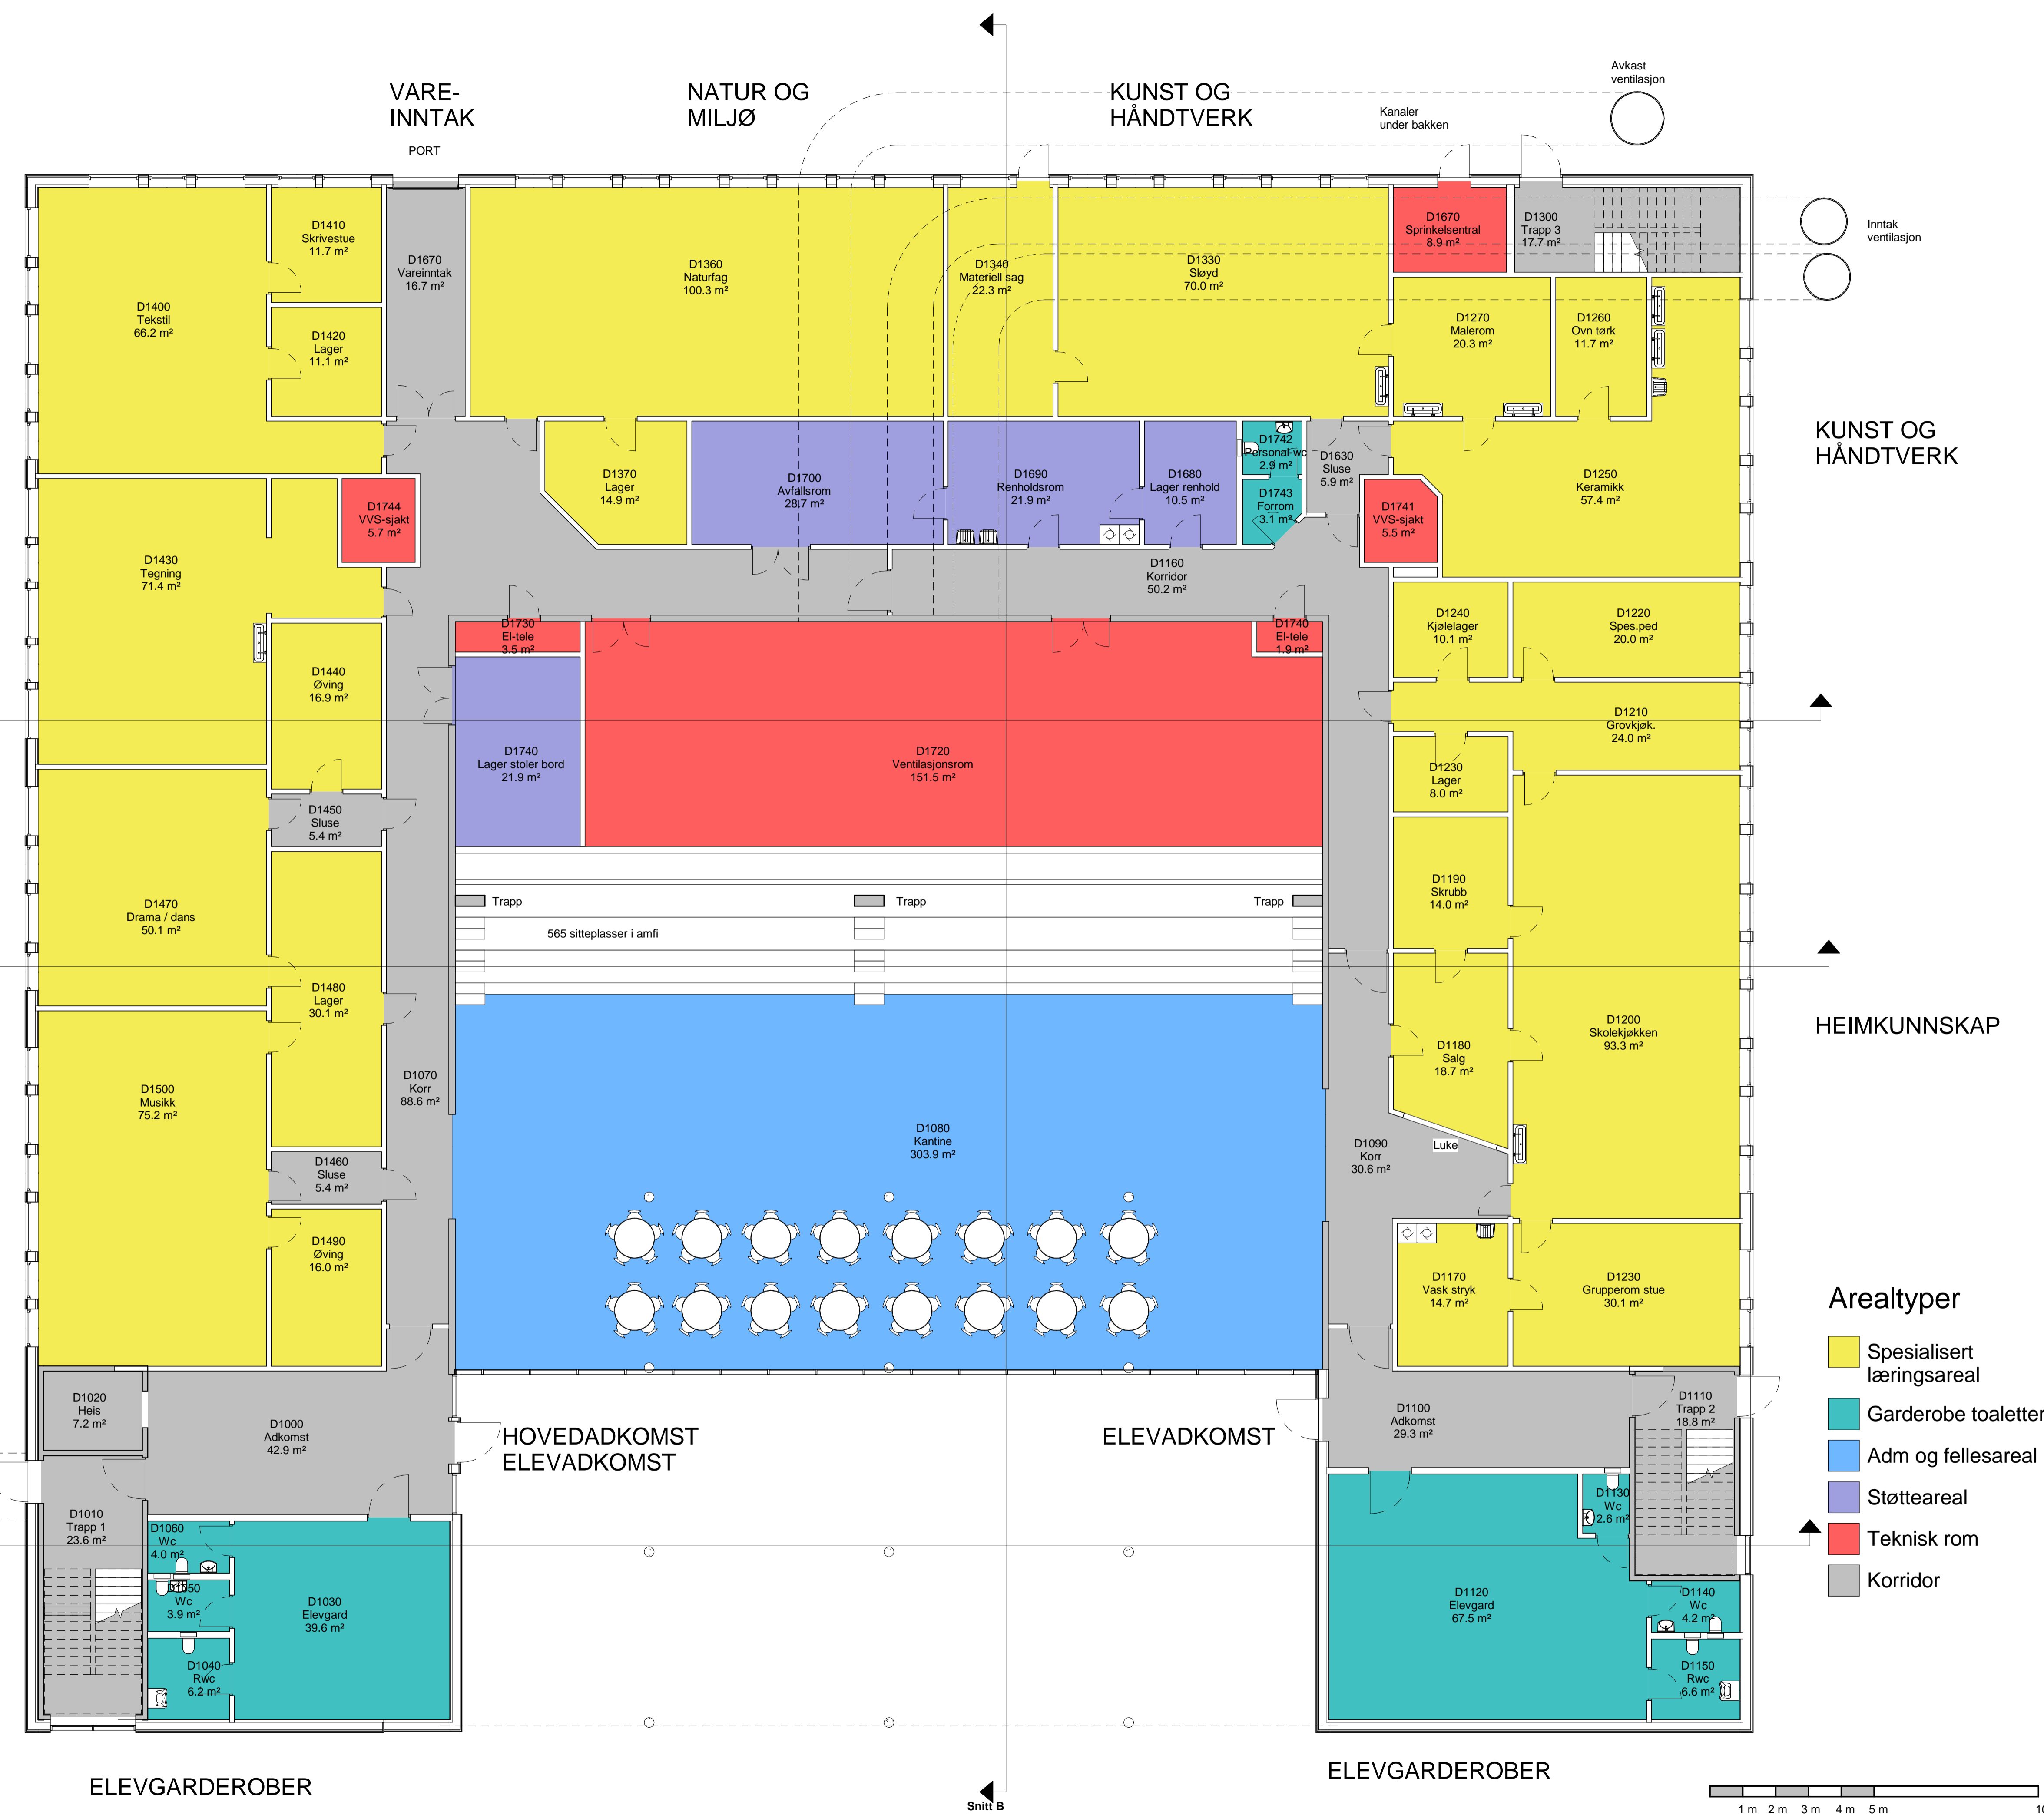 Avkast
ventilasjon
VARE-
INNTAK
NATUR OG
MILJØ
KUNST OG
HÅNDTVERK
Kanaler
under bakken
PORT
Inntak
ventilasjon
D1410
Skrivestue
11.7 m²
D1670
Vareinntak
16.7 m²
D1360
Naturfag
100.3 m²
D1340
Materiell sag
22.3 m²
D1330
Sløyd
70.0 m²
D1670
Sprinkelsentral
8.9 m²
D1300
Trapp 3
17.7 m²
D1400
Tekstil
66.2 m²
D1420
Lager
11.1 m²
D1270
Malerom
20.3 m²
D1260
Ovn tørk
11.7 m²
KUNST OG
HÅNDTVERK
D1370
Lager
14.9 m²
D1700
Avfallsrom
28.7 m²
D1690
Renholdsrom
21.9 m²
D1680
Lager renhold
10.5 m²
D1742
Personal-wc
2.9 m²
D1743
Forrom
3.1 m²
D1630
Sluse
5.9 m²
D1250
Keramikk
57.4 m²
D1744
VVS-sjakt
5.7 m²
D1741
VVS-sjakt
5.5 m²
D1430
Tegning
71.4 m²
D1160
Korridor
50.2 m²
D1240
Kjølelager
10.1 m²
D1220
Spes.ped
20.0 m²
D1730
El-tele
3.5 m²
D1740
El-tele
1.9 m²
D1440
Øving
16.9 m²
D1210
Grovkjøk.
24.0 m²
D1740
Lager stoler bord
21.9 m²
D1720
Ventilasjonsrom
151.5 m²
D1230
Lager
8.0 m²
D1450
Sluse
5.4 m²
D1190
Skrubb
14.0 m²
Trapp
Trapp
Trapp
565 sitteplasser i amfi
D1470
Drama / dans
50.1 m²
D1480
Lager
30.1 m²
D1200
Skolekjøkken
93.3 m²
HEIMKUNNSKAP
D1180
Salg
18.7 m²
D1500
Musikk
75.2 m²
D1070
Korr
88.6 m²
D1080
Kantine
303.9 m²
D1090
Korr
30.6 m²
Luke
D1460
Sluse
5.4 m²
D1490
Øving
16.0 m²
D1170
Vask stryk
14.7 m²
D1230
Grupperom stue
30.1 m²
Arealtyper
Spesialisert
læringsareal
Garderobe toaletter
Adm og fellesareal
Støtteareal
Teknisk rom
Korridor
D1020
Heis
7.2 m²
D1000
Adkomst
42.9 m²
HOVEDADKOMST
ELEVADKOMST
ELEVADKOMST
D1100
Adkomst
29.3 m²
D1110
Trapp 2
18.8 m²
D1010
Trapp 1
23.6 m²
D1060
Wc
4.0 m²
D1050
Wc
3.9 m²
D1030
Elevgard
39.6 m²
D1040
Rwc
6.2 m²
D1130
Wc
2.6 m²
D1120
Elevgard
67.5 m²
D1140
Wc
4.2 m²
D1150
Rwc
6.6 m²
ELEVGARDEROBER
ELEVGARDEROBER
Snitt B
1 m 2 m 3 m 4 m 5 m